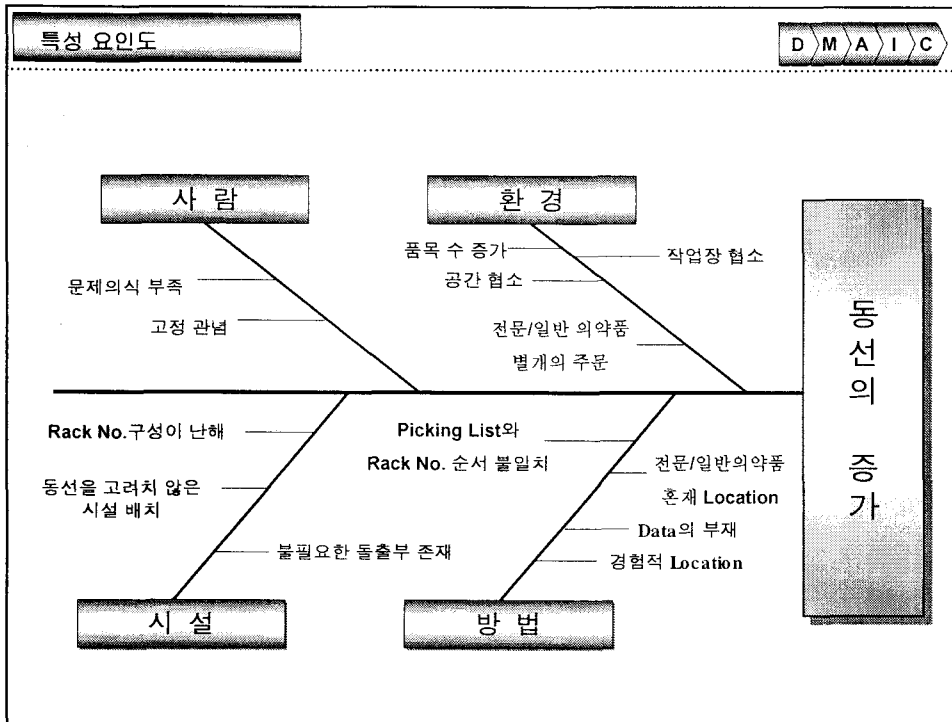 특성 요인도
D M A I C
사 람
환 경
품목 수 증가
작업장 협소
공간 협소
문제의식 부족
고정 관념
전문/일반 의약품
별개의 주문
동선의 증가
Rack No.구성이 난해
Picking List와
Rack No. 순서 불일치
전문/일반의약품
혼재 Location
동선을 고려치 않은
시설 배치
Data의 부재
불필요한 돌출부 존재
경험적 Location
시 설
방 법